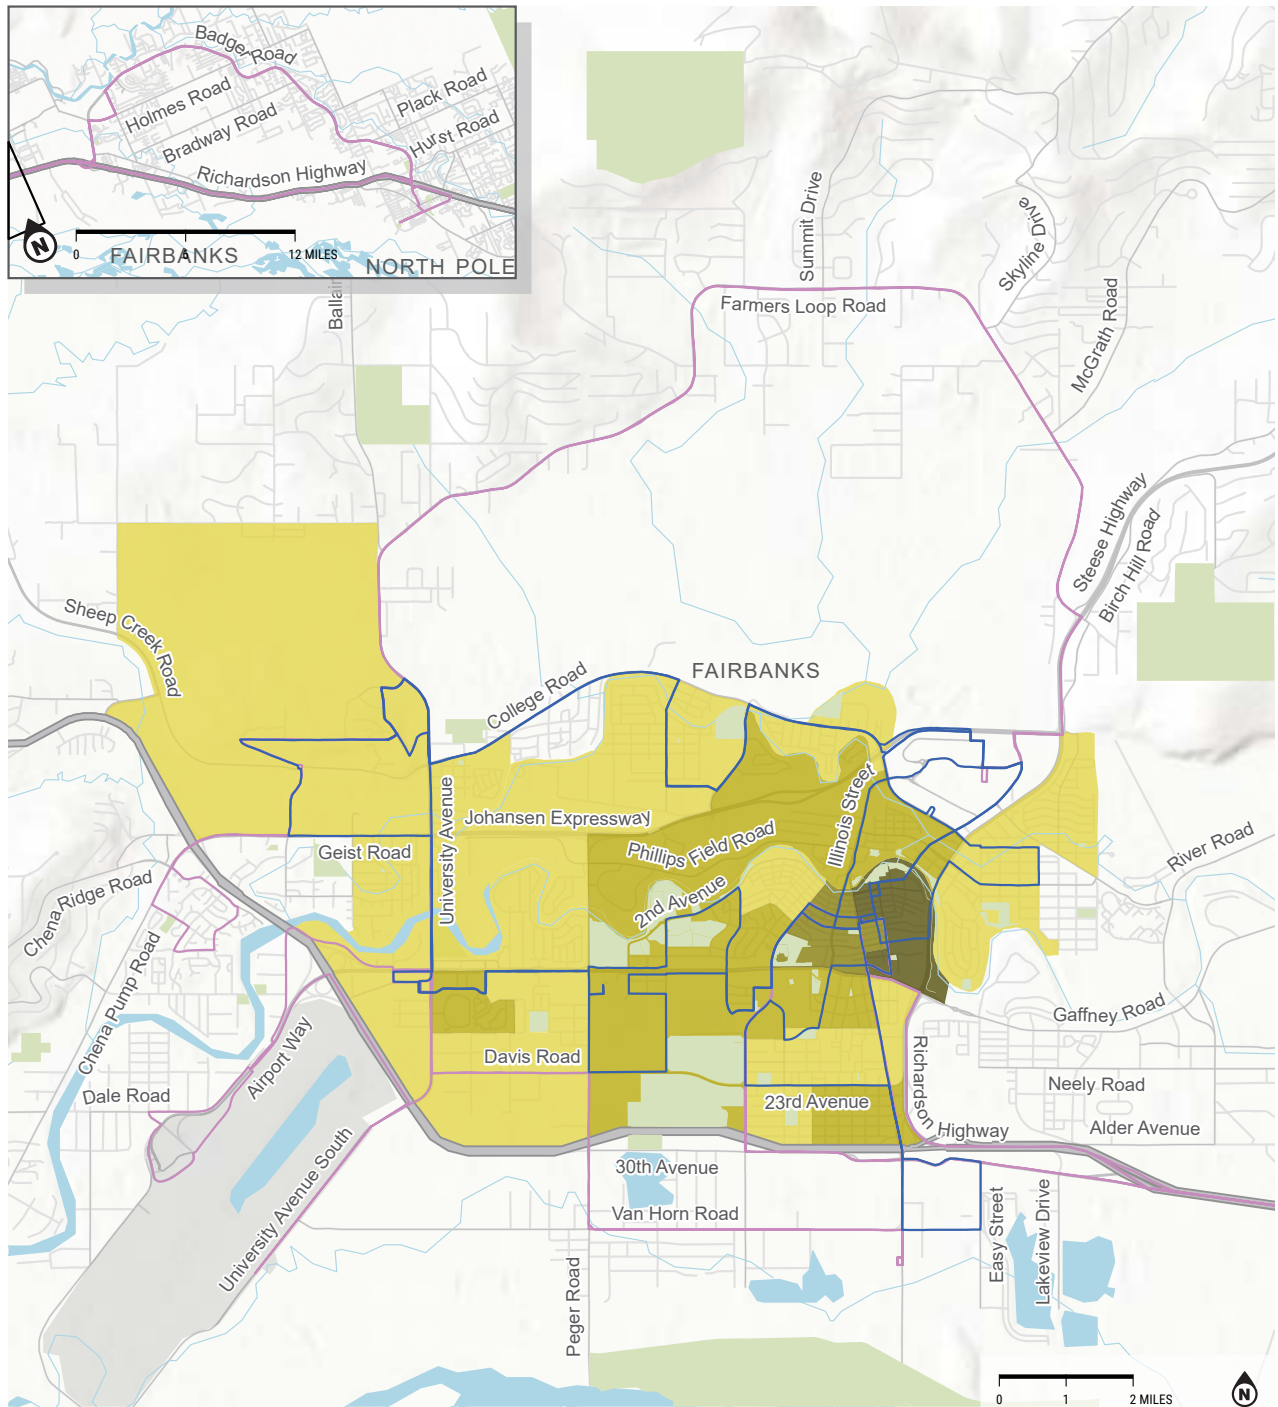 Badger Road
Holmes Road
Plack Road
Bradway Road
Hurst Road
Richardson Highway
N
0 6 12 MILES
FAIRBANKS
NORTH POLE
Ballain
Summit Drive
Skyline Drive
Farmers Loop Road
McGrath Road
Steese Highway
Birch Hill Road
Sheep Creek Road
College Road
FAIRBANKS
University Avenue
Johansen Expressway
Illinois Street
Phillips Field Road
Geist Road
2nd Avenue
River Road
Chena Ridge Road
Chena Pump Road
Gaffney Road
Airport Way
Davis Road
Dale Road
23rd Avenue
Richardson Highway
Neely Road
Alder Avenue
University Avenue South
30th Avenue
Van Horn Road
Peger Road
Easy Street
Lakeview Drive
0 1 2 MILES
N